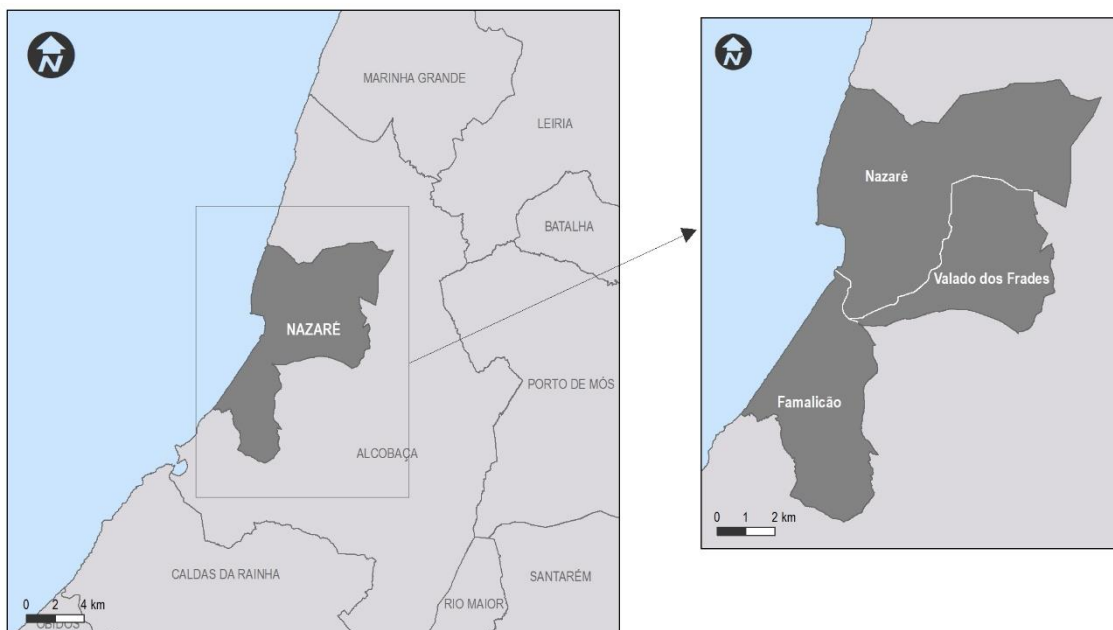 N
MARINHA GRANDE
LEIRIA
BATALHA
NAZARÉ
PORTO DE MÓS
ALCOBAÇA
CALDAS DA RAINHA
SANTARÉM
RIO MAIOR
0 2 4 km
ÓBIDOS
N
Nazaré
Valado dos Frades
Famalicão
0 1 2 km